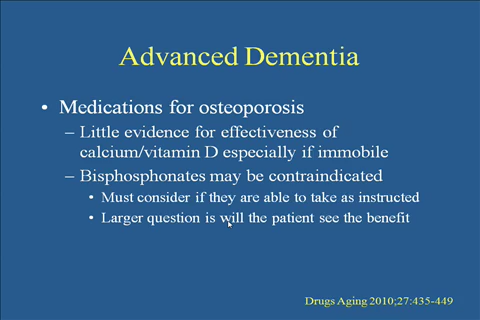 Advanced Dementia
• Medications for osteoporosis
– Little evidence for effectiveness of
calcium/vitamin D especially if immobile
– Bisphosphonates may be contraindicated
• Must consider if they are able to take as instructed
• Larger question is will the patient see the benefit
Drugs Aging 2010;27:435-449